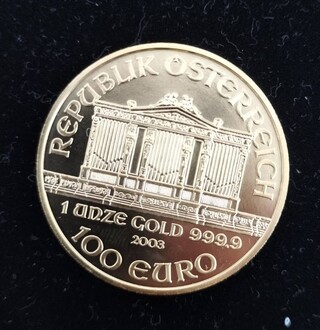 REPUBLIK ÖSTERREICH
1 UNZE GOLD 999.9
2003
100 EURO